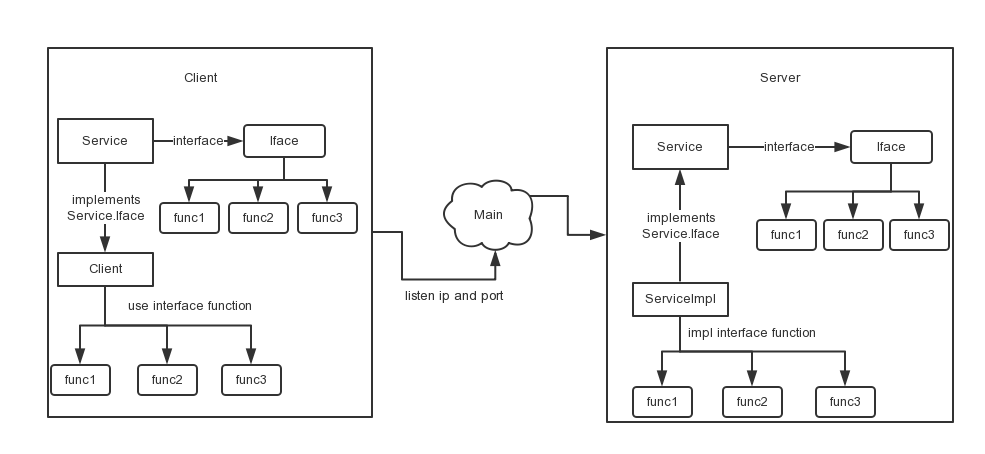 Client
Service
interface
Iface
implements
Service.Iface
func1
func2
func3
Client
use interface function
func1
func2
func3
Main
listen ip and port
Server
Service
interface
Iface
implements
Service.Iface
func1
func2
func3
ServiceImpl
impl interface function
func1
func2
func3